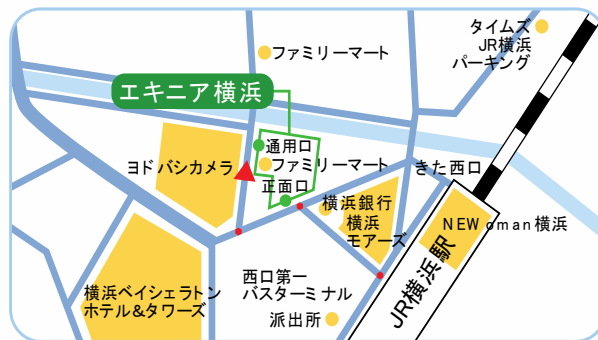 タイムズ
JR横浜
パーキング
ファミリーマート
エキニア横浜
通用口
ヨドバシカメラ
ファミリーマート
きた西口
正面口
横浜銀行
横浜
モアーズ
NEWoman横浜
JR横浜駅
西口第一
バスターミナル
横浜ベイシェラトン
ホテル&タワーズ
派出所